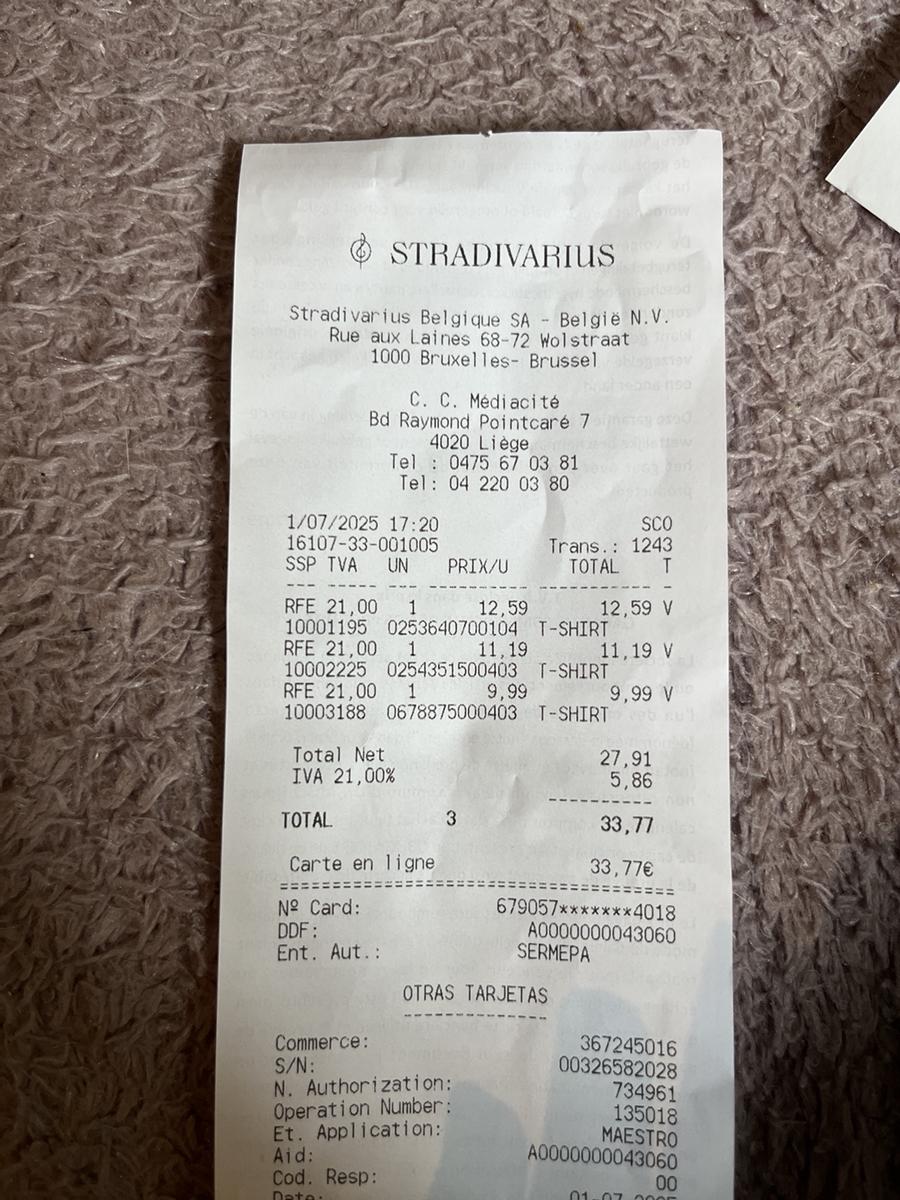 STRADIVARIUS
Stradivarius Belgique SA - België N.V.
Rue aux Laines 68-72 Wolstraat
1000 Bruxelles- Brussel
C. C. Médiacité
Bd Raymond Pointcaré 7
4020 Liège
Tel : 0475 67 03 81
Tel: 04 220 03 80
1/07/2025 17:20 SCO
16107-33-001005 Trans.: 1243
SSP TVA UN PRIX/U TOTAL T
--- --- -- ------ -------- -
RFE 21,00 1 12,59 12,59 V
10001195 0253640700104 T-SHIRT
RFE 21,00 1 11,19 11,19 V
10002225 0254351500403 T-SHIRT
RFE 21,00 1 9,99 9,99 V
10003188 0678875000403 T-SHIRT
Total Net 27,91
IVA 21,00% 5,86
----------
TOTAL 3 33,77
Carte en ligne 33,77€
======================================
Nº Card: 679057*******4018
DDF: A0000000043060
Ent. Aut.: SERMEPA
OTRAS TARJETAS
--------------
Commerce: 367245016
S/N: 00326582028
N. Authorization: 734961
Operation Number: 135018
Et. Application: MAESTRO
Aid: A0000000043060
Cod. Resp: 00
Date: 01-07-2025